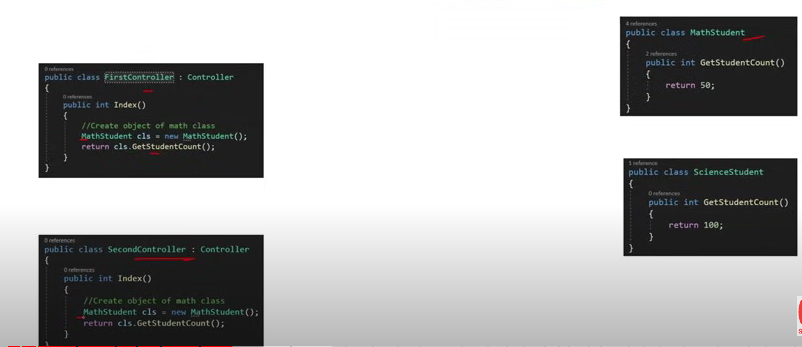 0 references
public class FirstController : Controller
{
0 references
public int Index()
{
//Create object of math class
MathStudent cls = new MathStudent();
return cls.GetStudentCount();
}
}
0 references
public class SecondController : Controller
{
0 references
public int Index()
{
//Create object of math class
MathStudent cls = new MathStudent();
return cls.GetStudentCount();
}
}
4 references
public class MathStudent
{
2 references
public int GetStudentCount()
{
return 50;
}
}
1 reference
public class ScienceStudent
{
0 references
public int GetStudentCount()
{
return 100;
}
}